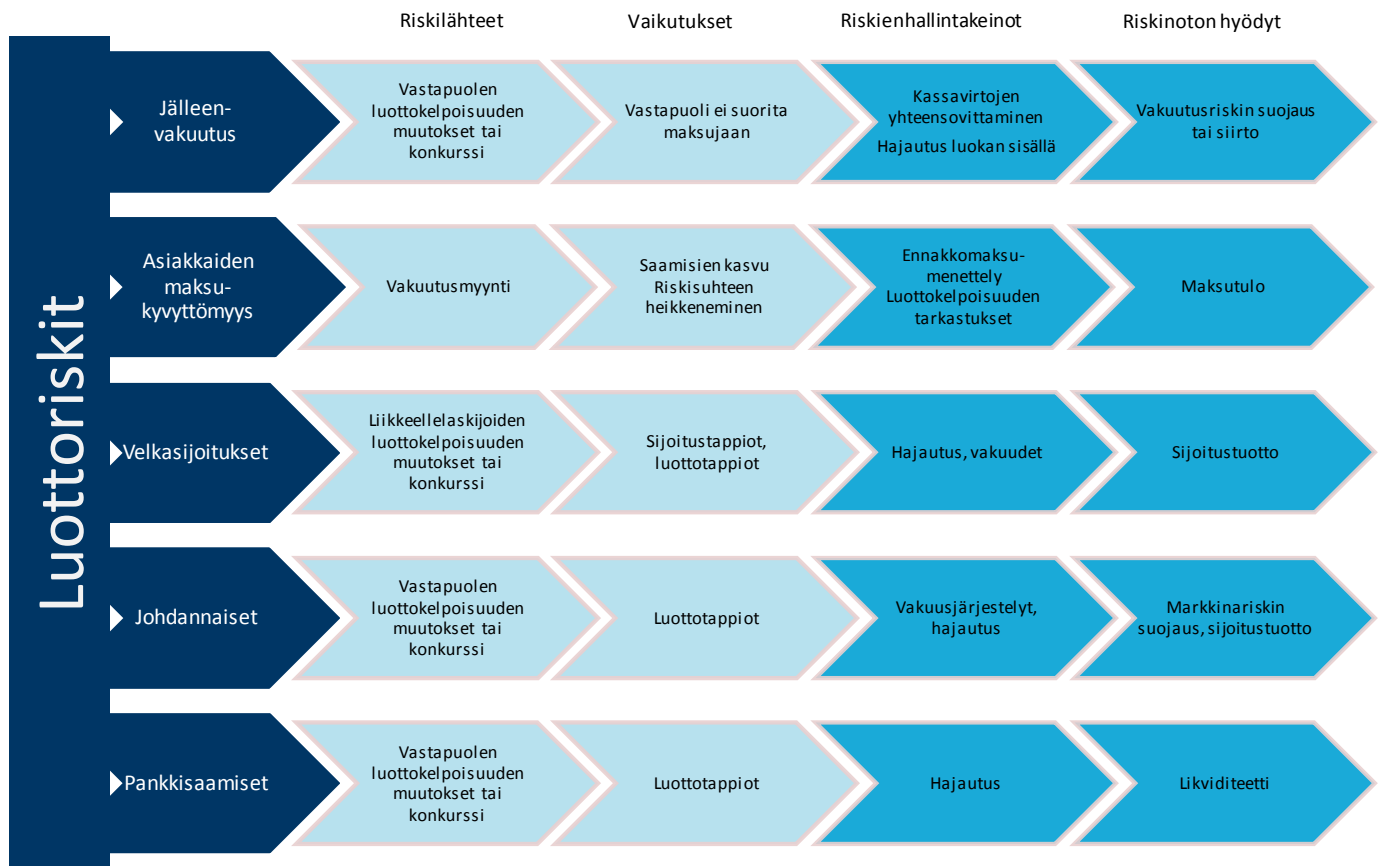 Riskilähteet
Vaikutukset
Riskienhallintakeinot
Riskinoton hyödyt
Luottoriskit
Jälleen-
vakuutus
Vastapuolen
luottokelpoisuuden
muutokset tai
konkurssi
Vastapuoli ei suorita
maksujaan
Kassavirtojen
yhteensovittaminen
Hajautus luokan sisällä
Vakuutusriskin suojaus
tai siirto
Asiakkaiden
maksu-
kyvyttömyys
Vakuutusmyynti
Saamisien kasvu
Riskisuhteen
heikkeneminen
Ennakkomaksu-
menettely
Luottokelpoisuuden
tarkastukset
Maksutulo
Velkasijoitukset
Liikkeellelaskijoiden
luottokelpoisuuden
muutokset tai
konkurssi
Sijoitustappiot,
luottotappiot
Hajautus, vakuudet
Sijoitustuotto
Johdannaiset
Vastapuolen
luottokelpoisuuden
muutokset tai
konkurssi
Luottotappiot
Vakuusjärjestelyt,
hajautus
Markkinariskin
suojaus, sijoitustuotto
Pankkisaamiset
Vastapuolen
luottokelpoisuuden
muutokset tai
konkurssi
Luottotappiot
Hajautus
Likviditeetti